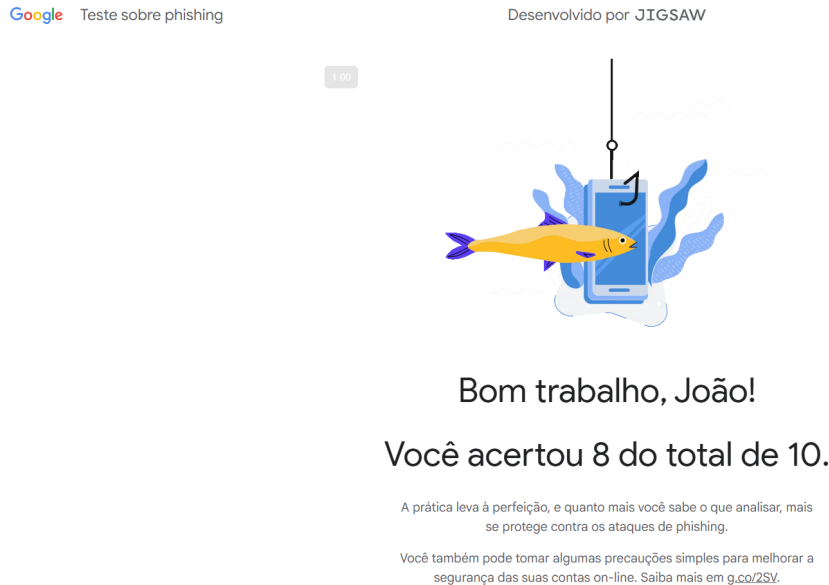 Google Teste sobre phishing
Desenvolvido por JIGSAW
1.00
Bom trabalho, João!
Você acertou 8 do total de 10.
A prática leva à perfeição, e quanto mais você sabe o que analisar, mais
se protege contra os ataques de phishing.
Você também pode tomar algumas precauções simples para melhorar a
segurança das suas contas on-line. Saiba mais em g.co/2SV.